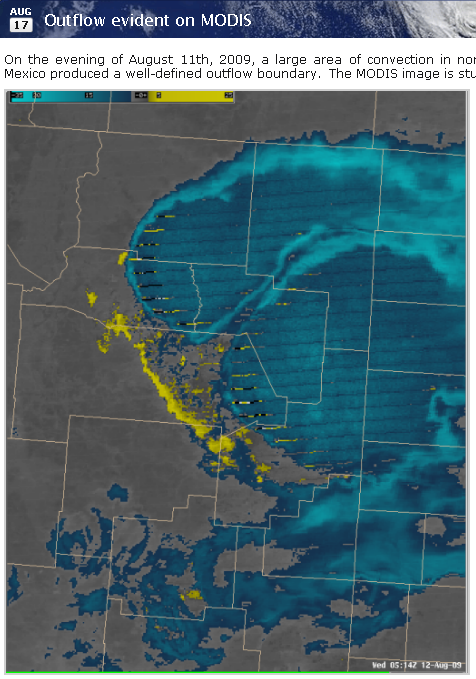 AUG
17
Outflow evident on MODIS
On the evening of August 11th, 2009, a large area of convection in nor
Mexico produced a well-defined outflow boundary. The MODIS image is stu
Wed 05:14Z 12-Aug-09